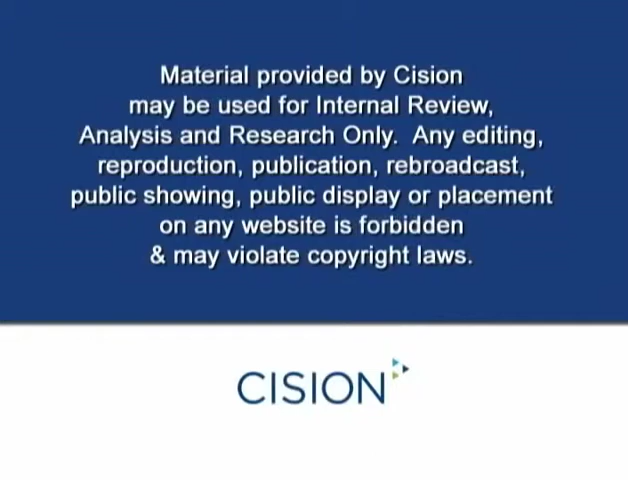 Material provided by Cision
may be used for Internal Review,
Analysis and Research Only.  Any editing,
reproduction, publication, rebroadcast,
public showing, public display or placement
on any website is forbidden
& may violate copyright laws.
CISION